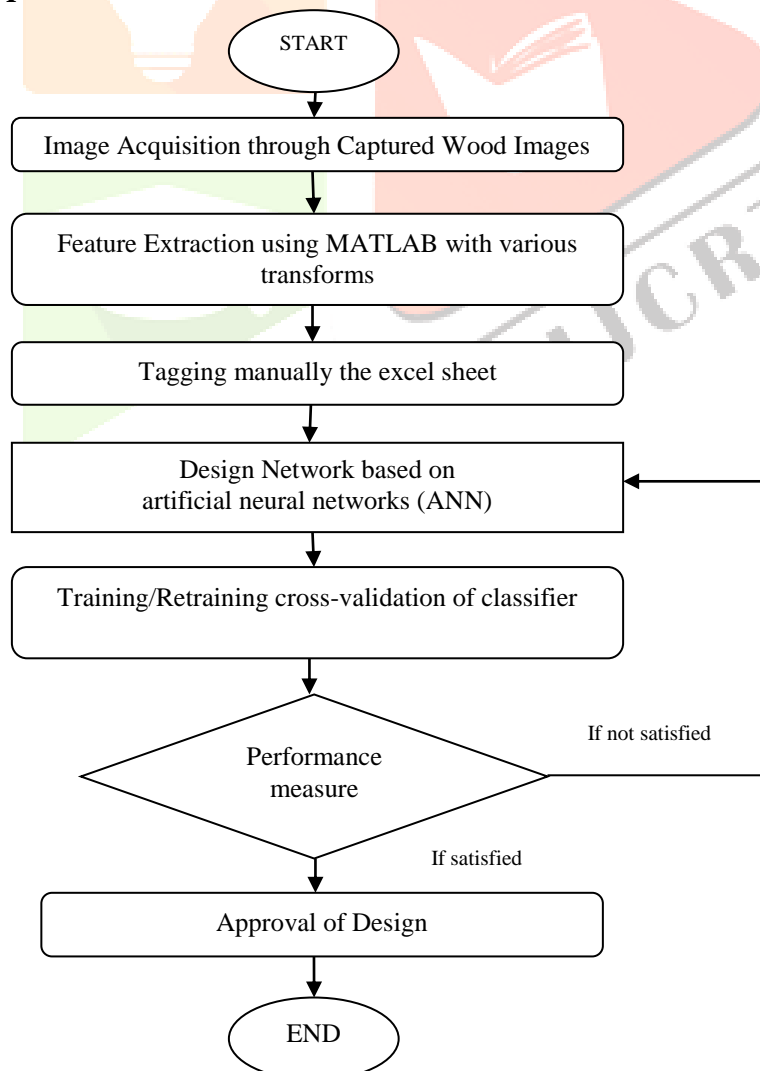 START
Image Acquisition through Captured Wood Images
Feature Extraction using MATLAB with various
transforms
Tagging manually the excel sheet
Design Network based on
artificial neural networks (ANN)
Training/Retraining cross-validation of classifier
Performance
measure
If not satisfied
If satisfied
Approval of Design
END